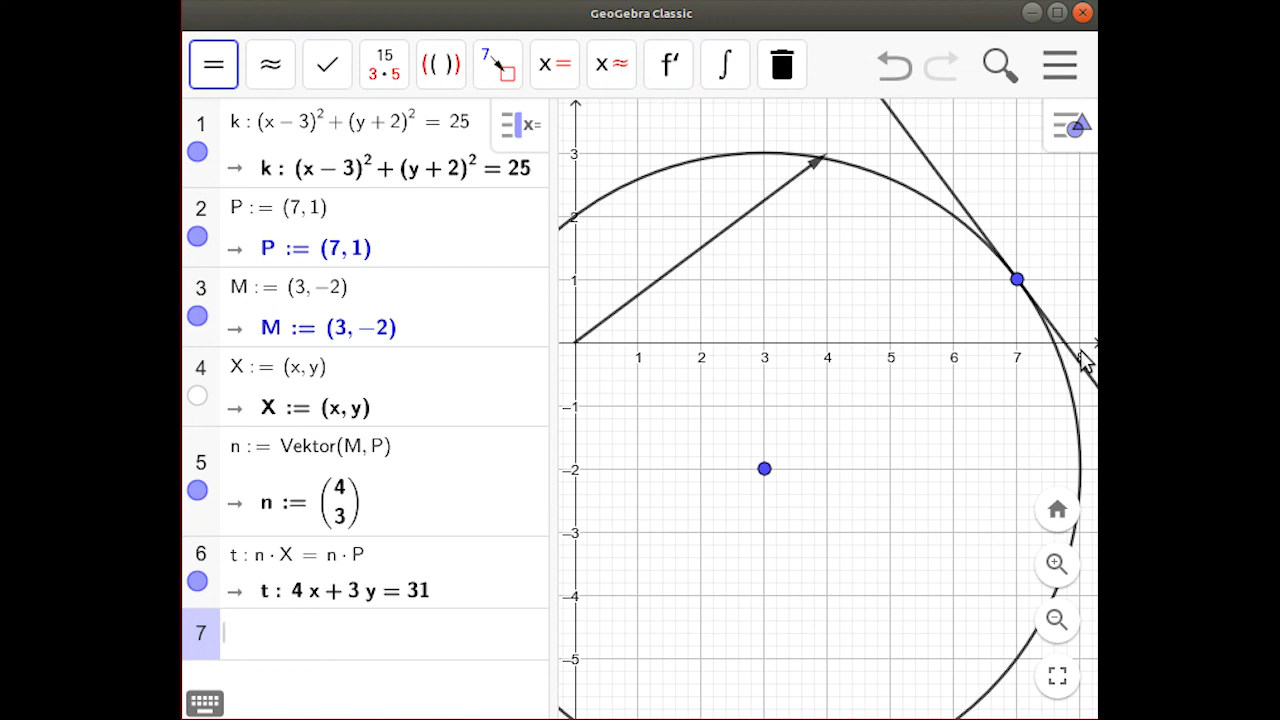 GeoGebra Classic
= ≈ ✓ 15 3·5 (( )) 7 x= x≈ f′ ∫
1 k : (x − 3)² + (y + 2)² = 25
x=
→ k : (x − 3)² + (y + 2)² = 25
2 P := (7, 1)
→ P := (7, 1)
3 M := (3, −2)
→ M := (3, −2)
4 X := (x, y)
→ X := (x, y)
5 n := Vektor(M, P)
→ n := (4 3)
6 t : n · X = n · P
→ t : 4 x + 3 y = 31
7
3
2
1
1 2 3 4 5 6 7
−1
−2
−3
−4
−5